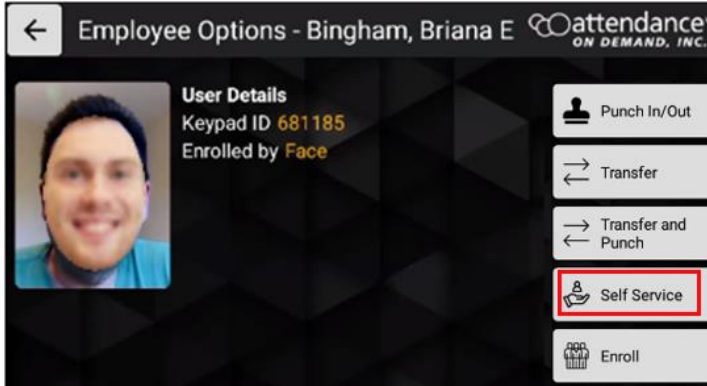 Employee Options - Bingham, Briana E
attendance
ON DEMAND, INC.
User Details
Keypad ID 681185
Enrolled by Face
Punch In/Out
Transfer
Transfer and
Punch
Self Service
Enroll